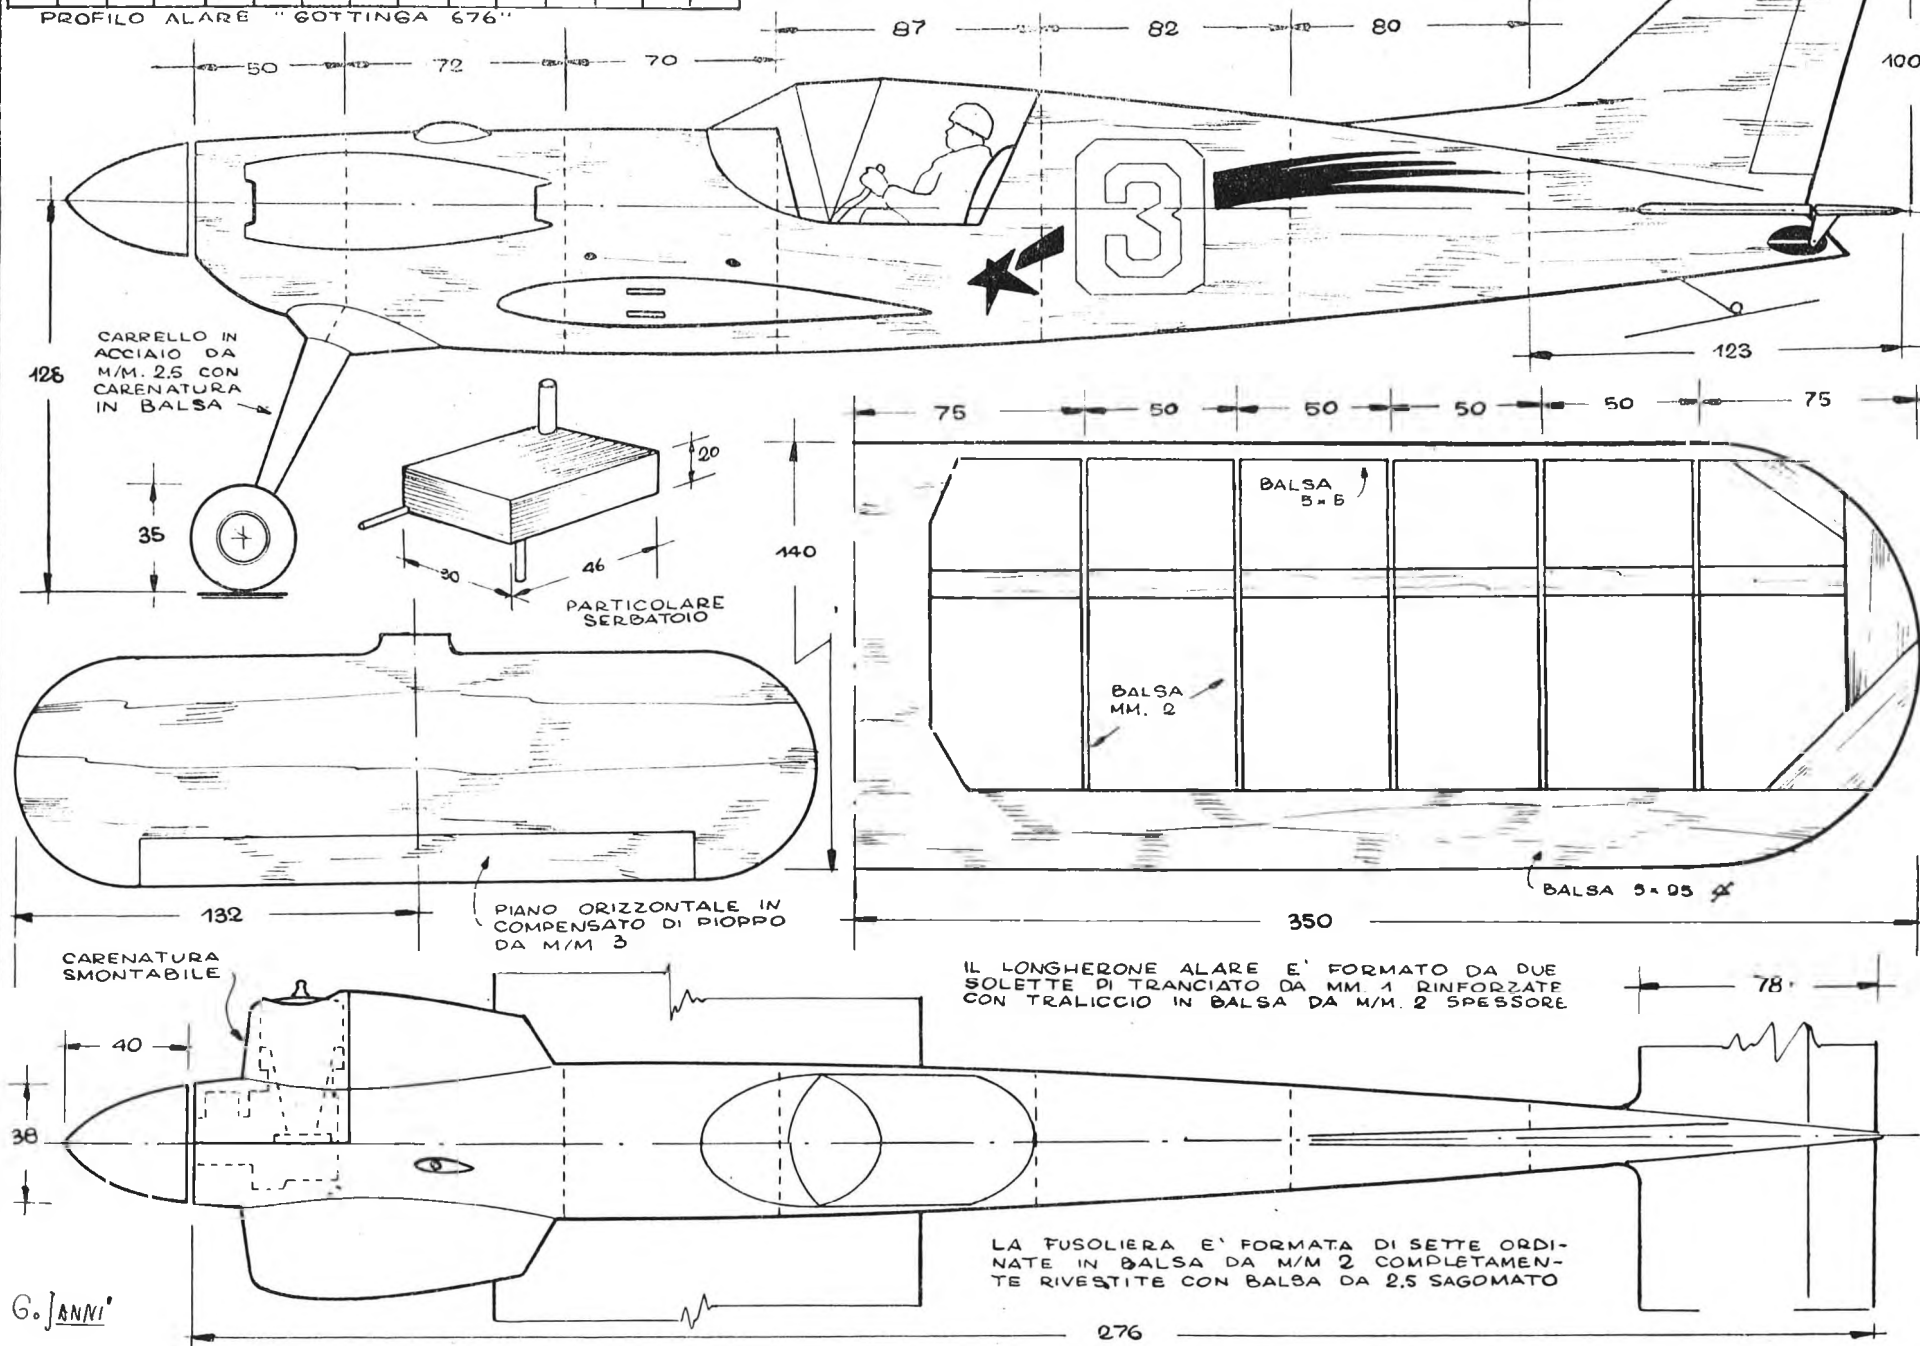 PROFILO ALARE "GOTTINGA 676"
87
82
80
50
72
70
100
128
CARRELLO IN
ACCIAIO DA
M/M. 2.5 CON
CARENATURA
IN BALSA
123
75
50
50
50
50
75
20
35
30
46
140
PARTICOLARE
SERBATOIO
BALSA
BALSA
MM. 2
3
132
PIANO ORIZZONTALE IN
COMPENSATO DI PIOPPO
DA M/M 3
BALSA
350
CARENATURA
SMONTABILE
IL LONGHERONE ALARE E' FORMATO DA DUE
SOLETTE DI TRANCIATO DA MM. 1 RINFORZATE
CON TRALICCIO IN BALSA DA M/M. 2 SPESSORE
78
40
38
LA FUSOLIERA E' FORMATA DI SETTE ORDI-
NATE IN BALSA DA M/M 2 COMPLETAMEN-
TE RIVESTITE CON BALSA DA 2.5 SAGOMATO
G. JANNI'
276